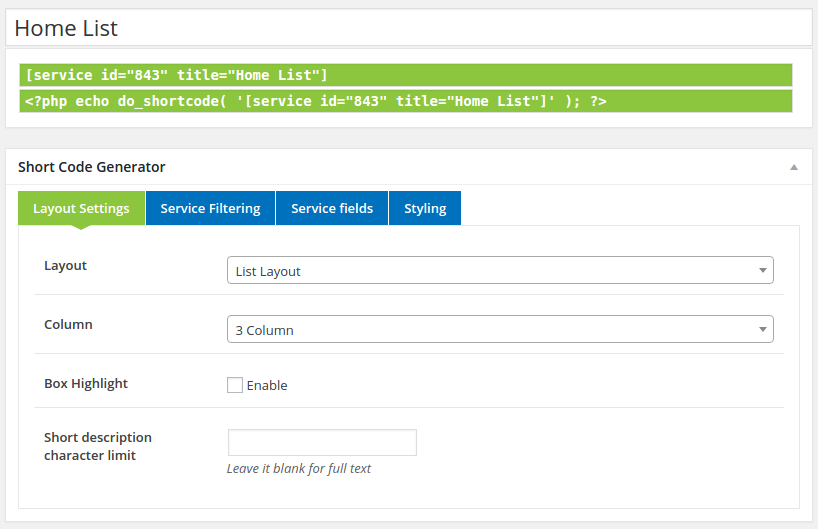 Home List
[service id="843" title="Home List"]
<?php echo do_shortcode( '[service id="843" title="Home List"]' ); ?>
Short Code Generator
Layout Settings Service Filtering Service fields Styling
Layout List Layout
Column 3 Column
Box Highlight Enable
Short description
character limit
Leave it blank for full text